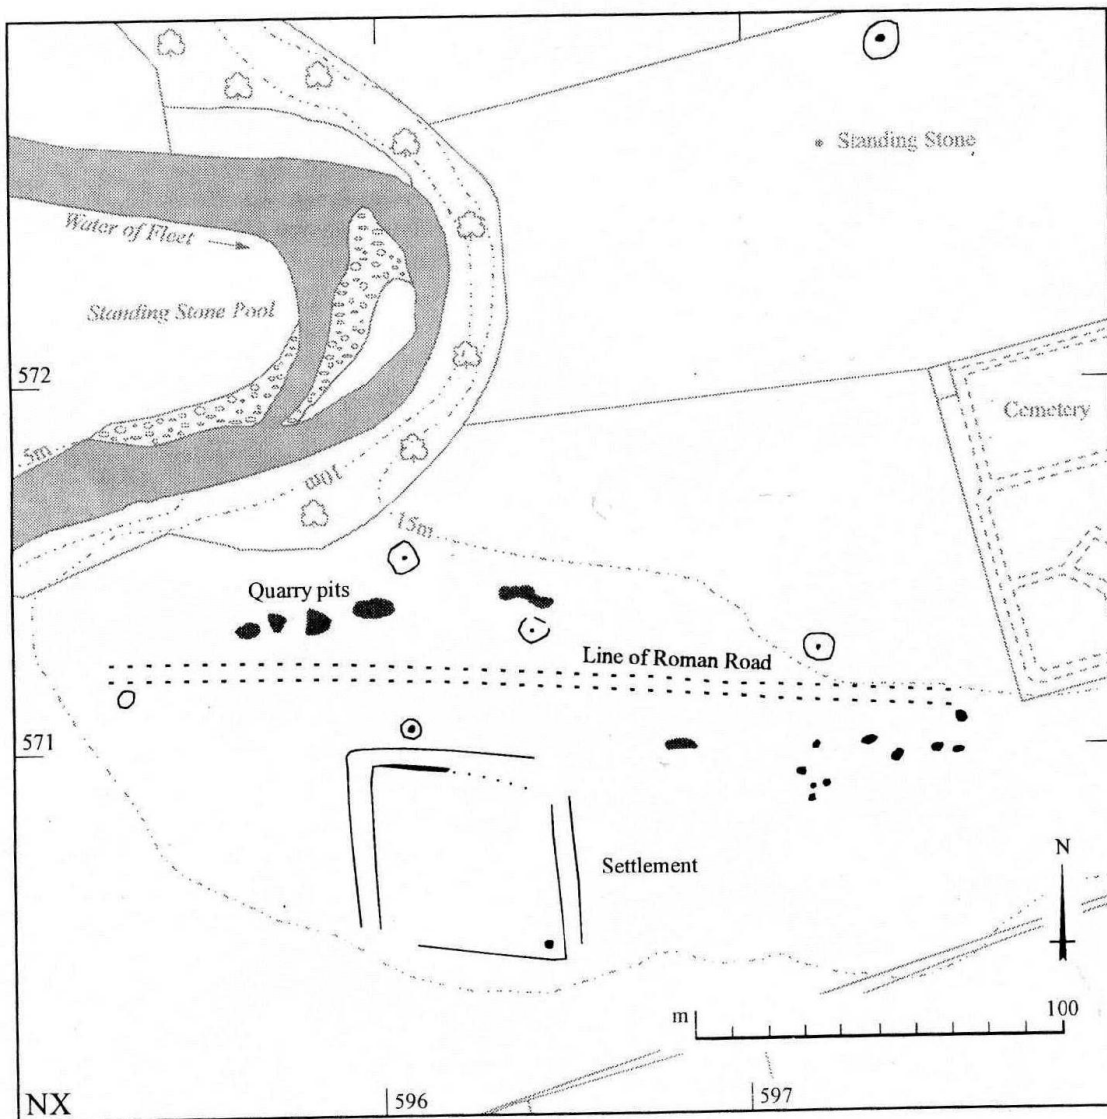 Standing Stone
Water of Fleet
Standing Stone Pool
572
Cemetery
5m
10m
15m
Quarry pits
Line of Roman Road
571
Settlement
N
m
100
NX
596
597